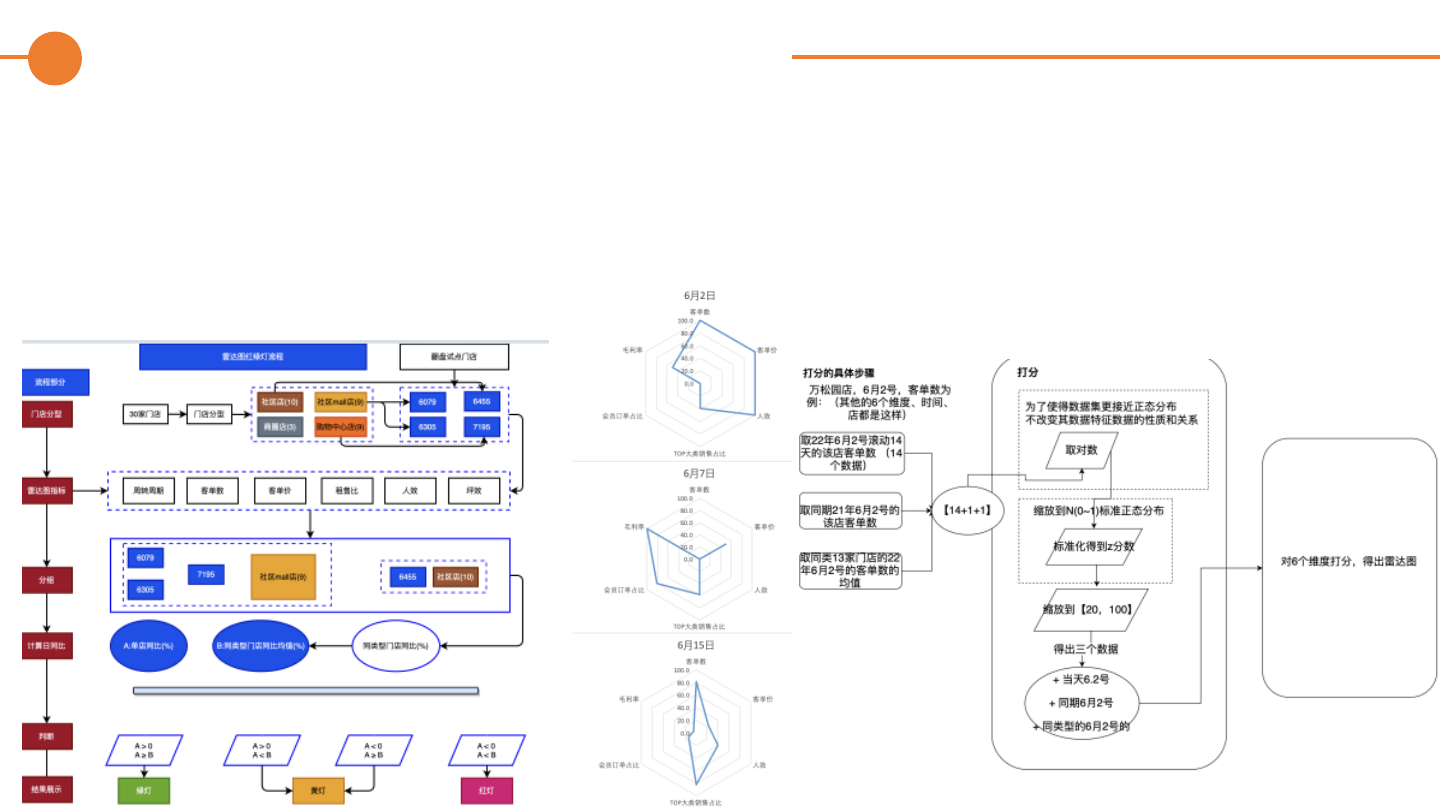 雷达图红绿灯流程
翻盘试点门店
流程部分
门店分型
30家门店
门店分型
社区店(10)
社区mall店(9)
商圈店(3)
购物中心店(9)
6079
6455
6305
7195
雷达图指标
周转周期
客单数
客单价
租售比
人效
坪效
分组
6079
6305
7195
社区mall店(9)
6455
社区店(10)
计算日同比
A:单店同比(%)
B:同类型门店同比均值(%)
同类型门店同比(%)
判断
A > 0
A ≥ B
A > 0
A < B
A < 0
A ≥ B
A < 0
A < B
结果展示
绿灯
黄灯
红灯
6月2日
客单数
100.0
80.0
60.0
40.0
20.0
0.0
毛利率
客单价
会员订单占比
人效
TOP大类销售占比
6月7日
客单数
100.0
80.0
60.0
40.0
20.0
0.0
毛利率
客单价
会员订单占比
人效
TOP大类销售占比
6月15日
客单数
100.0
80.0
60.0
40.0
20.0
0.0
毛利率
客单价
会员订单占比
人效
TOP大类销售占比
打分的具体步骤
万松园店，6月2号，客单数为
例：（其他的6个维度、时间、
店都是这样）
取22年6月2号滚动14
天的该店客单数 （14
个数据）
取同期21年6月2号的
该店客单数
取同类13家门店的22
年6月2号的客单数的
均值
【14+1+1】
打分
为了使得数据集更接近正态分布
不改变其数据特征数据的性质和关系
取对数
缩放到N(0~1)标准正态分布
标准化得到z分数
缩放到【20，100】
得出三个数据
+ 当天6.2号
+ 同期6月2号
+ 同类型的6月2号的
对6个维度打分，得出雷达图